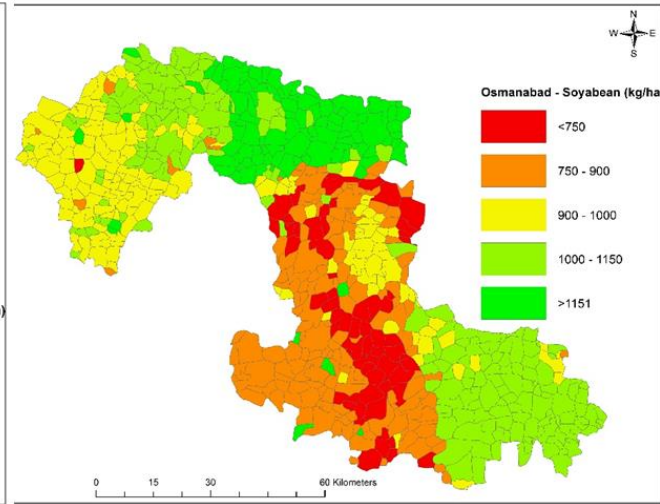 N
W E
S
Osmanabad - Soyabean (kg/ha
<750
750 - 900
900 - 1000
1000 - 1150
>1151
)
0 15 30 60 Kilometers